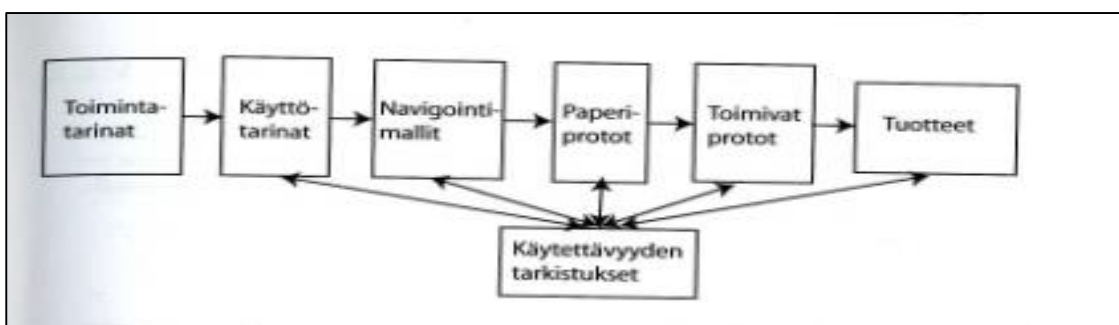 Toiminta-
tarinat
Käyttö-
tarinat
Navigointi-
mallit
Paperi-
protot
Toimivat
protot
Tuotteet
Käytettävyyden
tarkistukset